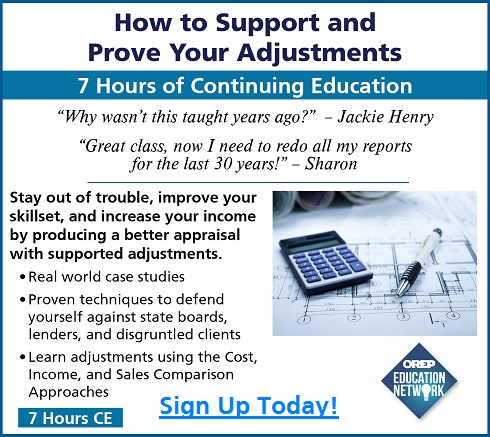 How to Support and
Prove Your Adjustments
7 Hours of Continuing Education
“Why wasn’t this taught years ago?” – Jackie Henry
“Great class, now I need to redo all my reports
for the last 30 years!” – Sharon
Stay out of trouble, improve your
skillset, and increase your income
by producing a better appraisal
with supported adjustments.
•Real world case studies
•Proven techniques to defend
yourself against state boards,
lenders, and disgruntled clients
•Learn adjustments using the Cost,
Income, and Sales Comparison
Approaches
7 Hours CE
Sign Up Today!
OREP
EDUCATION
NETWORK